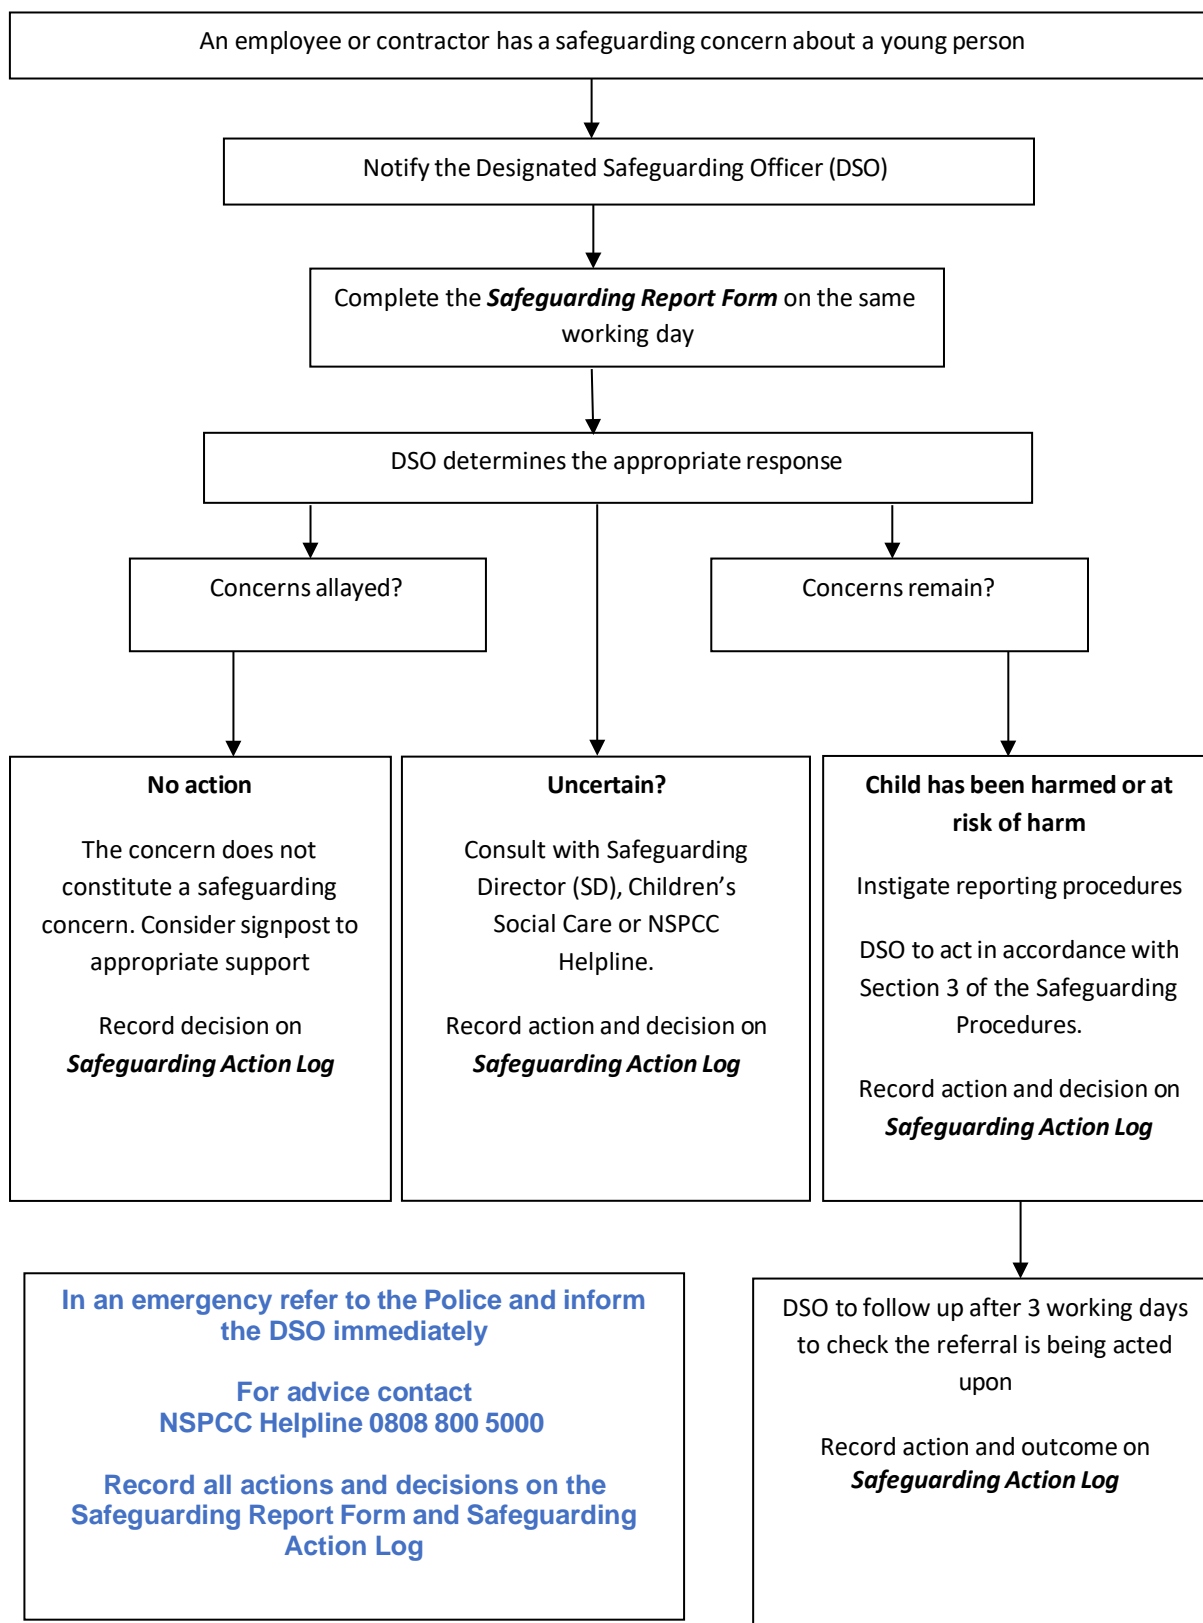 An employee or contractor has a safeguarding concern about a young person
Notify the Designated Safeguarding Officer (DSO)
Complete the Safeguarding Report Form on the same
working day
DSO determines the appropriate response
Concerns allayed?
Concerns remain?
No action
The concern does not
constitute a safeguarding
concern. Consider signpost to
appropriate support
Record decision on
Safeguarding Action Log
Uncertain?
Consult with Safeguarding
Director (SD), Children’s
Social Care or NSPCC
Helpline.
Record action and decision on
Safeguarding Action Log
Child has been harmed or at
risk of harm
Instigate reporting procedures
DSO to act in accordance with
Section 3 of the Safeguarding
Procedures.
Record action and decision on
Safeguarding Action Log
In an emergency refer to the Police and inform
the DSO immediately
For advice contact
NSPCC Helpline 0808 800 5000
Record all actions and decisions on the
Safeguarding Report Form and Safeguarding
Action Log
DSO to follow up after 3 working days
to check the referral is being acted
upon
Record action and outcome on
Safeguarding Action Log